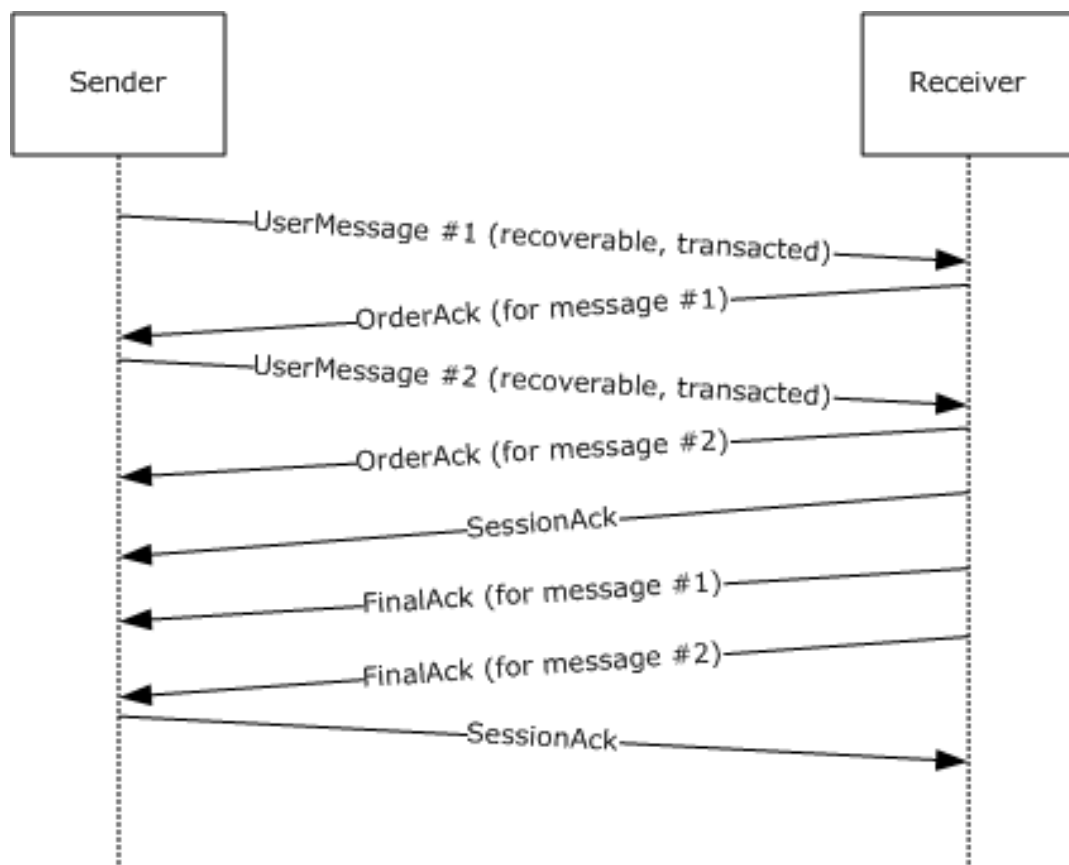 Sender
Receiver
UserMessage #1 (recoverable, transacted)
OrderAck (for message #1)
UserMessage #2 (recoverable, transacted)
OrderAck (for message #2)
SessionAck
FinalAck (for message #1)
FinalAck (for message #2)
SessionAck